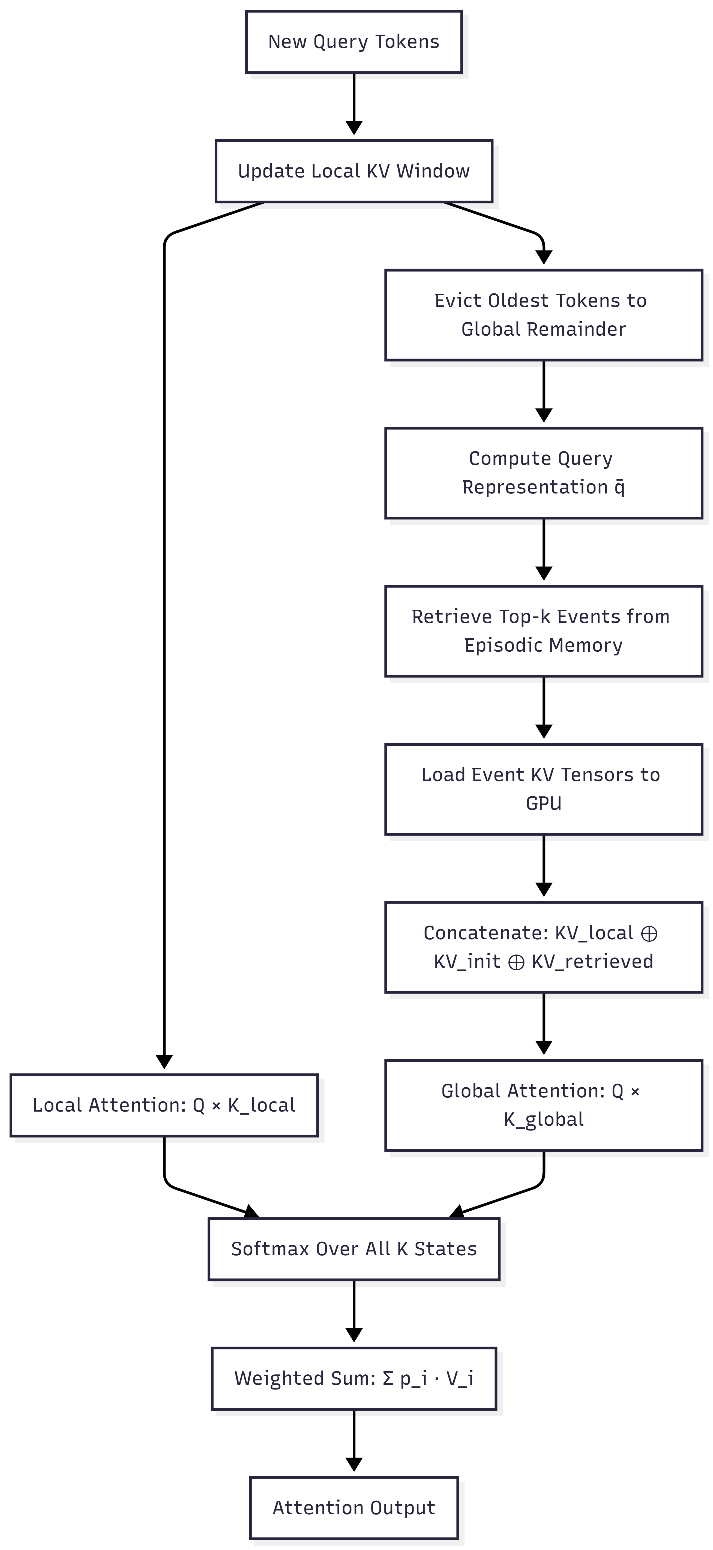 New Query Tokens
Update Local KV Window
Evict Oldest Tokens to
Global Remainder
Compute Query
Representation q̄
Retrieve Top-k Events from
Episodic Memory
Load Event KV Tensors to
GPU
Concatenate: KV_local ⊕
KV_init ⊕ KV_retrieved
Local Attention: Q × K_local
Global Attention: Q ×
K_global
Softmax Over All K States
Weighted Sum: Σ p_i · V_i
Attention Output